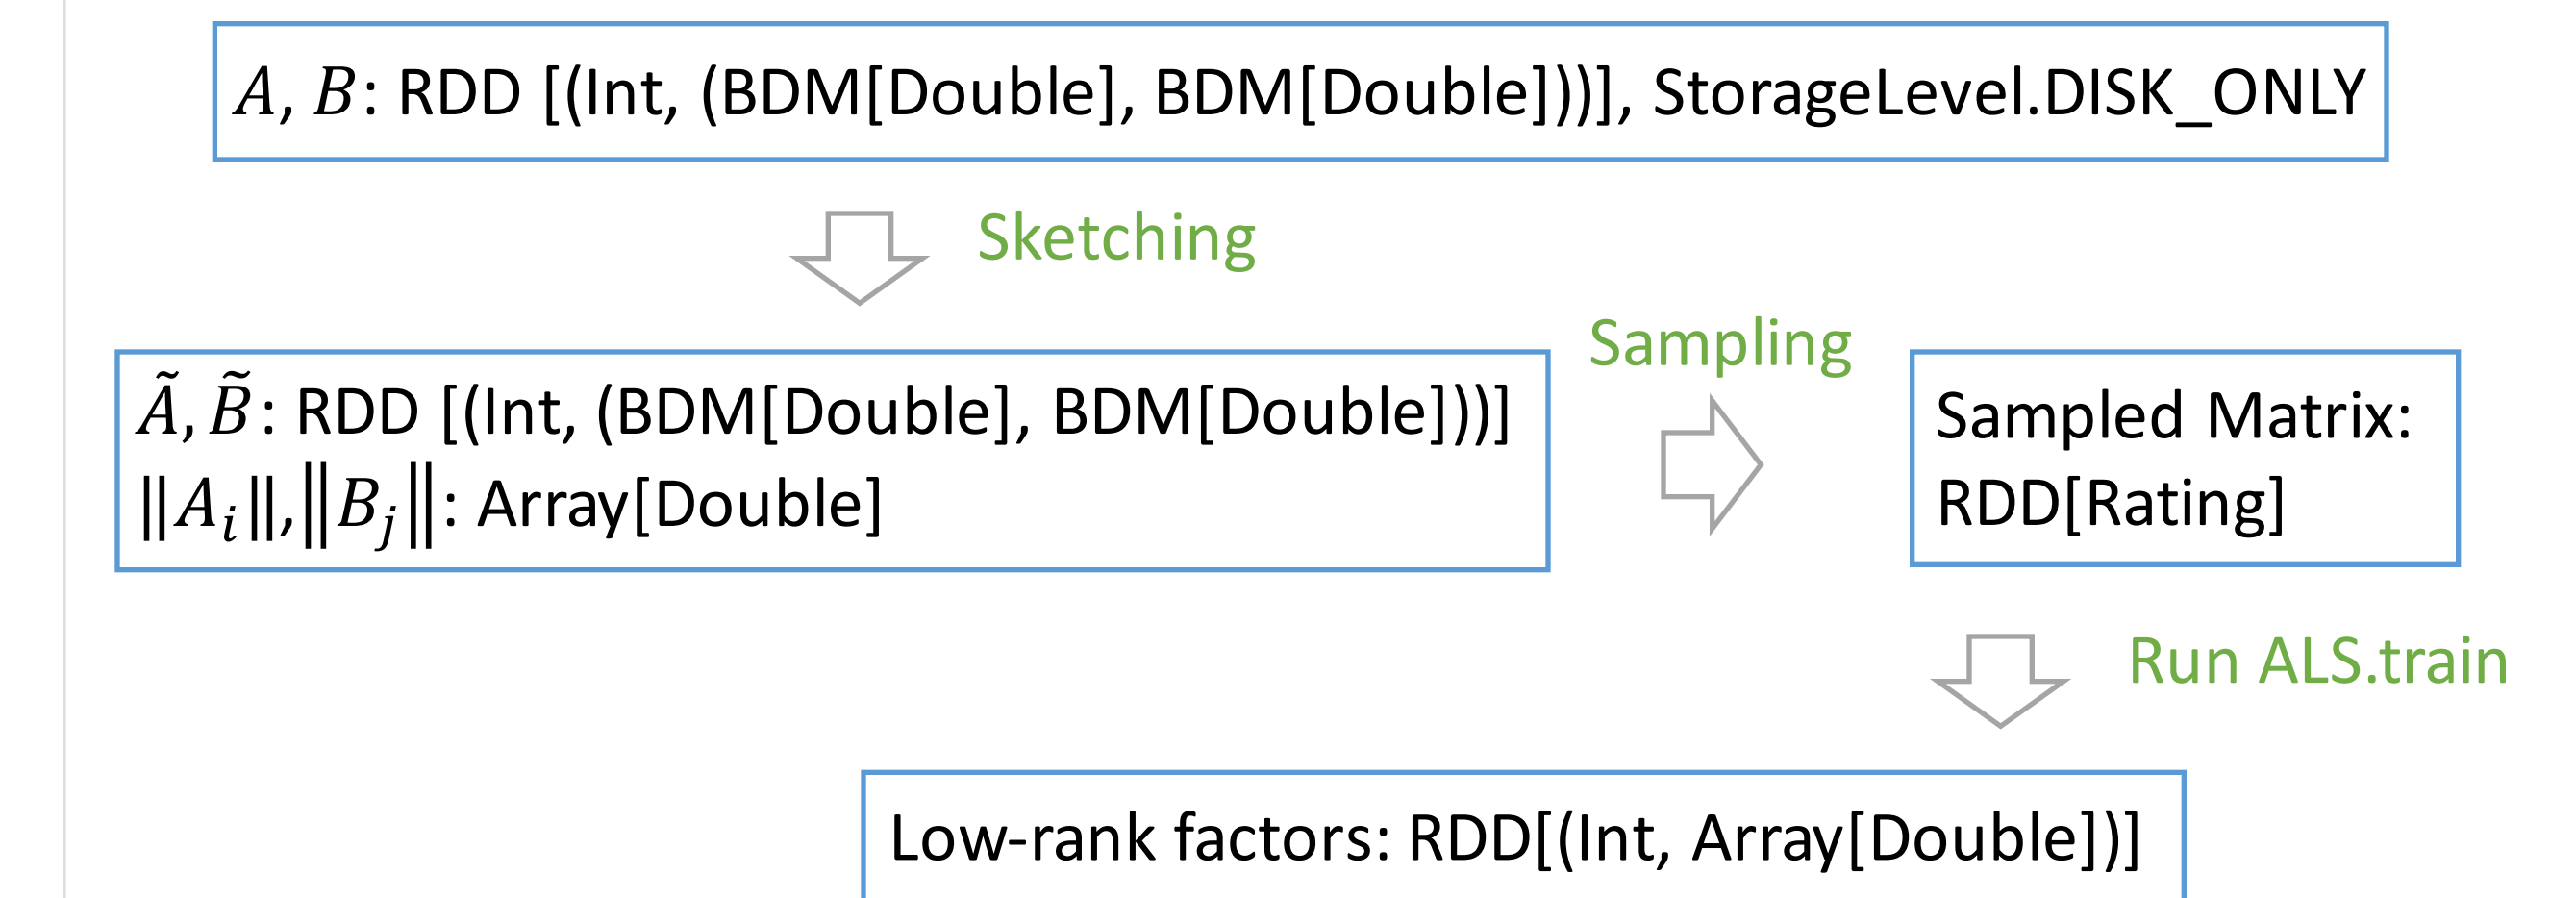 A, B: RDD [(Int, (BDM[Double], BDM[Double]))], StorageLevel.DISK_ONLY
Sketching
Sampling
Ã, B̃: RDD [(Int, (BDM[Double], BDM[Double]))]
‖Aᵢ‖,‖Bⱼ‖: Array[Double]
Sampled Matrix:
RDD[Rating]
Run ALS.train
Low-rank factors: RDD[(Int, Array[Double])]